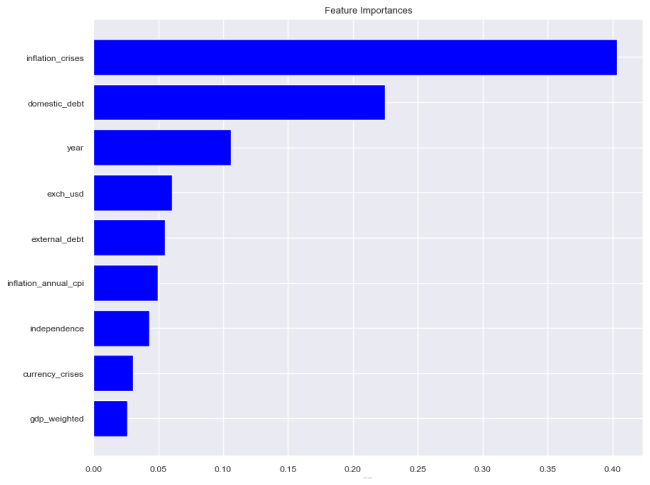 Feature Importances
inflation_crises
domestic_debt
year
exch_usd
external_debt
inflation_annual_cpi
independence
currency_crises
gdp_weighted
0.00 0.05 0.10 0.15 0.20 0.25 0.30 0.35 0.40